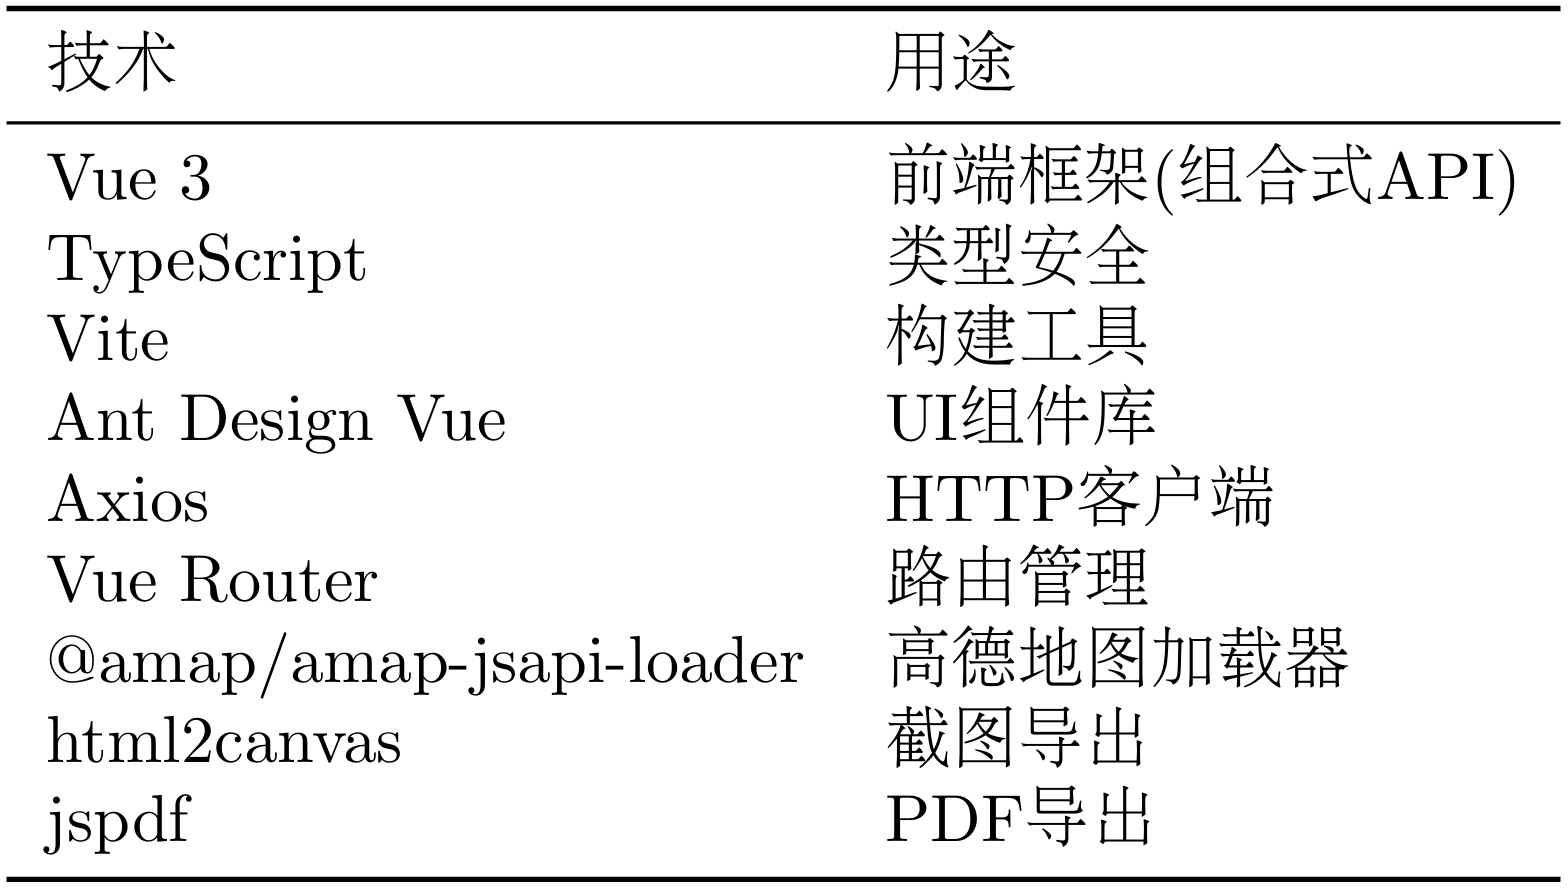 技术 用途
Vue 3 前端框架(组合式API)
TypeScript 类型安全
Vite 构建工具
Ant Design Vue UI组件库
Axios HTTP客户端
Vue Router 路由管理
@amap/amap-jsapi-loader 高德地图加载器
html2canvas 截图导出
jspdf PDF导出